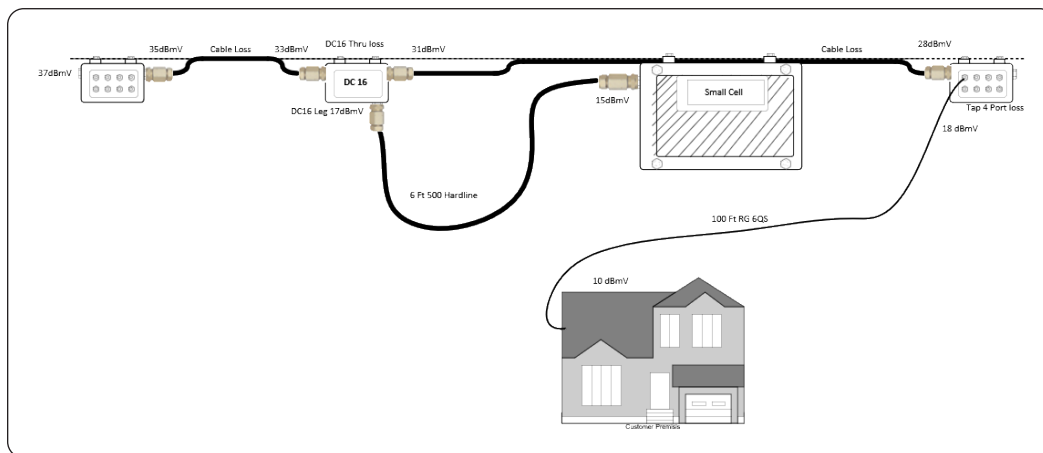 35dBmV
Cable Loss
33dBmV
DC16 Thru loss
31dBmV
Cable Loss
28dBmV
37dBmV
DC 16
Small Cell
15dBmV
DC16 Leg 17dBmV
Tap 4 Port loss
18 dBmV
6 Ft 500 Hardline
100 Ft RG 6QS
10 dBmV
Customer Premisis